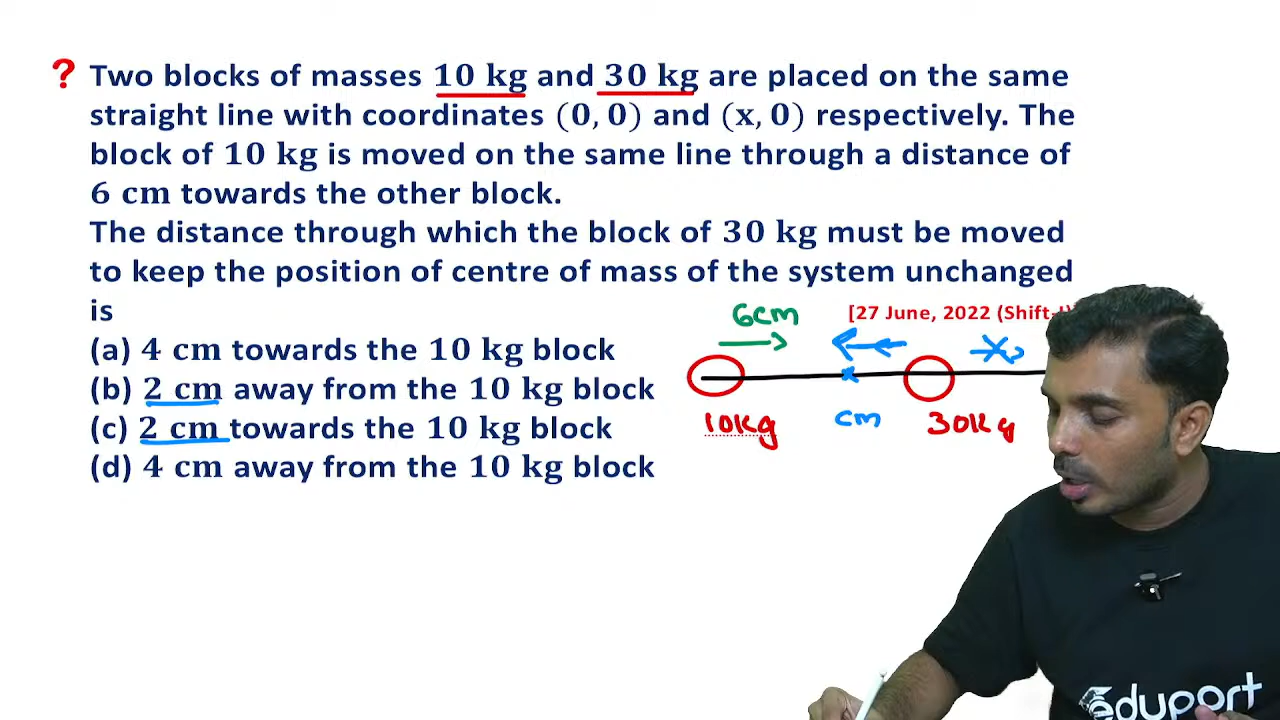 ? Two blocks of masses 10 kg and 30 kg are placed on the same
straight line with coordinates (0, 0) and (x, 0) respectively. The
block of 10 kg is moved on the same line through a distance of
6 cm towards the other block.
The distance through which the block of 30 kg must be moved
to keep the position of centre of mass of the system unchanged
is
[27 June, 2022 (Shift-I)
6cm
(a) 4 cm towards the 10 kg block
(b) 2 cm away from the 10 kg block
(c) 2 cm towards the 10 kg block
(d) 4 cm away from the 10 kg block
10kg
cm
30kg
eduport